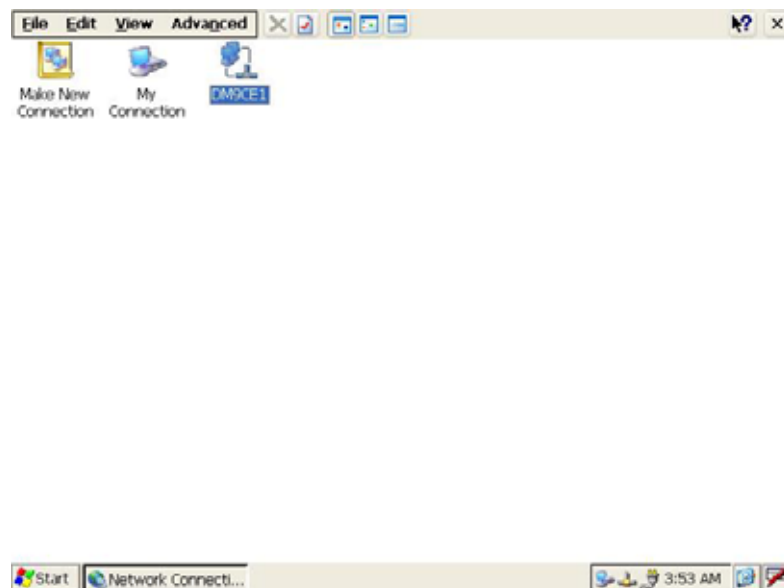 File Edit View Advanced
Make New Connection
My Connection
DM9CE1
Start Network Connecti... 3:53 AM